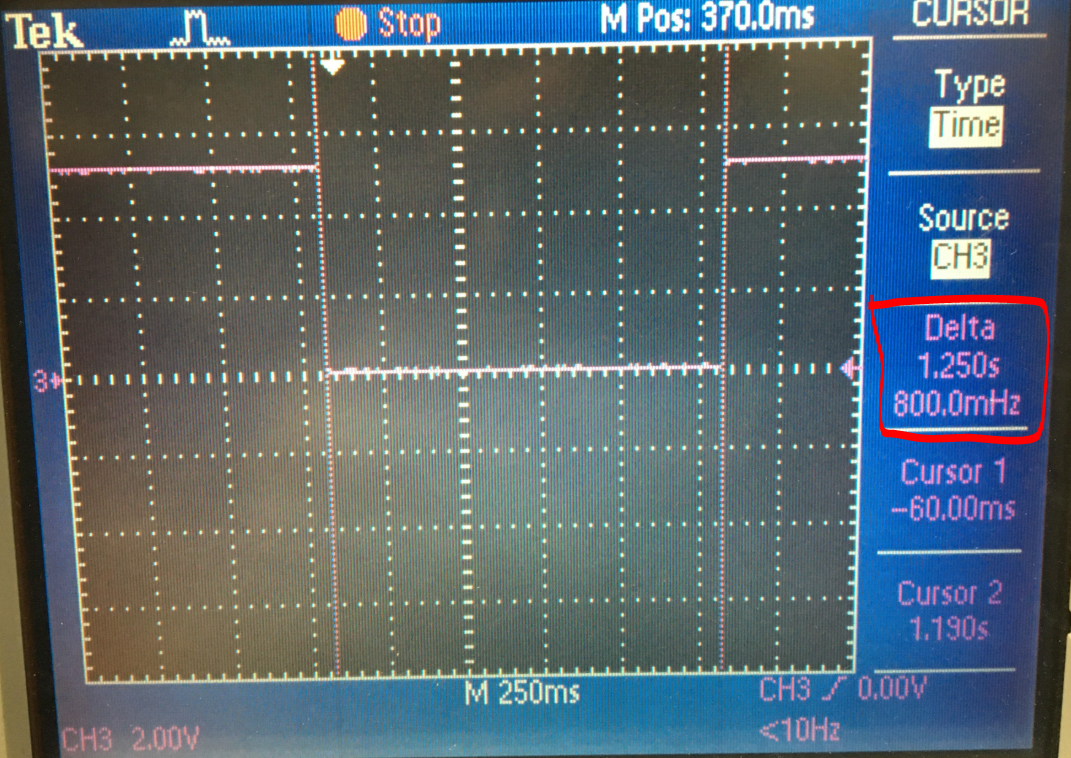 Tek Stop M Pos: 370.0ms CURSOR
Type
Time
Source
CH3
Delta
1.250s
800.0mHz
3
Cursor 1
-60.00ms
Cursor 2
1.190s
M 250ms CH3 0.00V
CH3 2.00V <10Hz